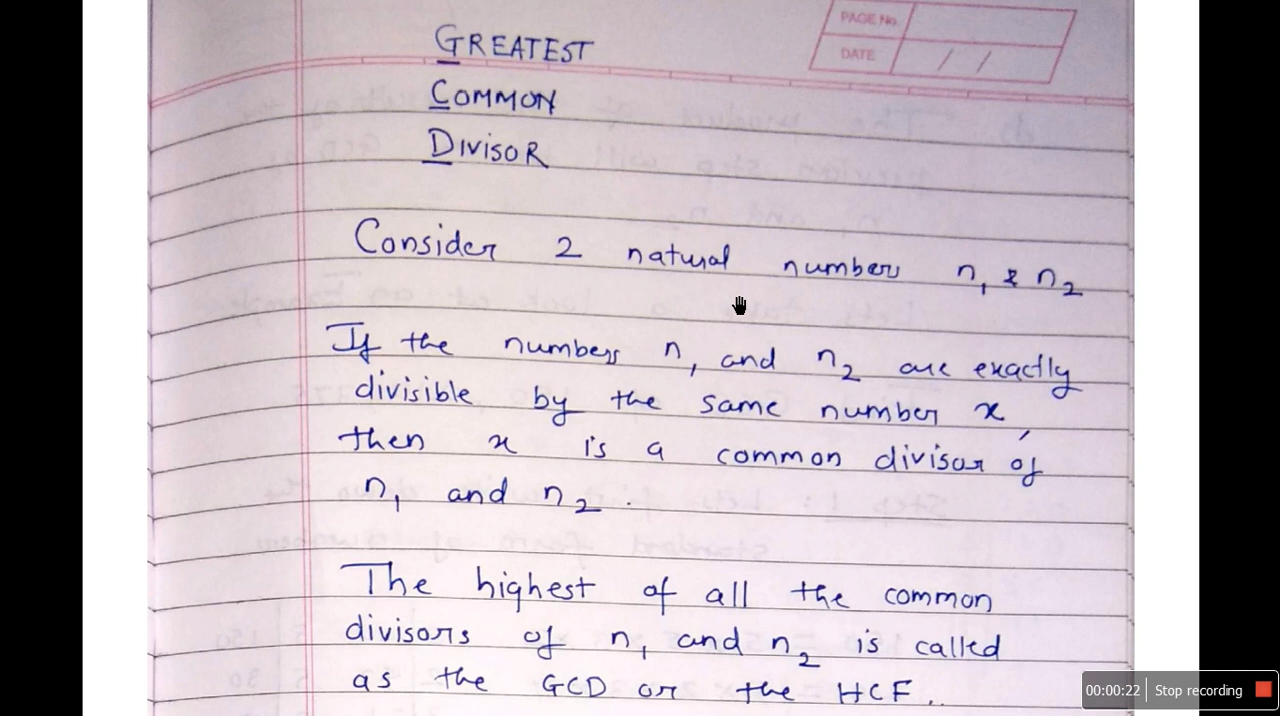 PAGE No.
DATE / /
GREATEST
COMMON
DIVISOR
Consider 2 natural numbers n₁ & n₂
If the numbers n₁ and n₂ are exactly
divisible by the same number x,
then x is a common divisor of
n₁ and n₂.
The highest of all the common
divisors of n₁ and n₂ is called
as the GCD or the HCF..
00:00:22 Stop recording